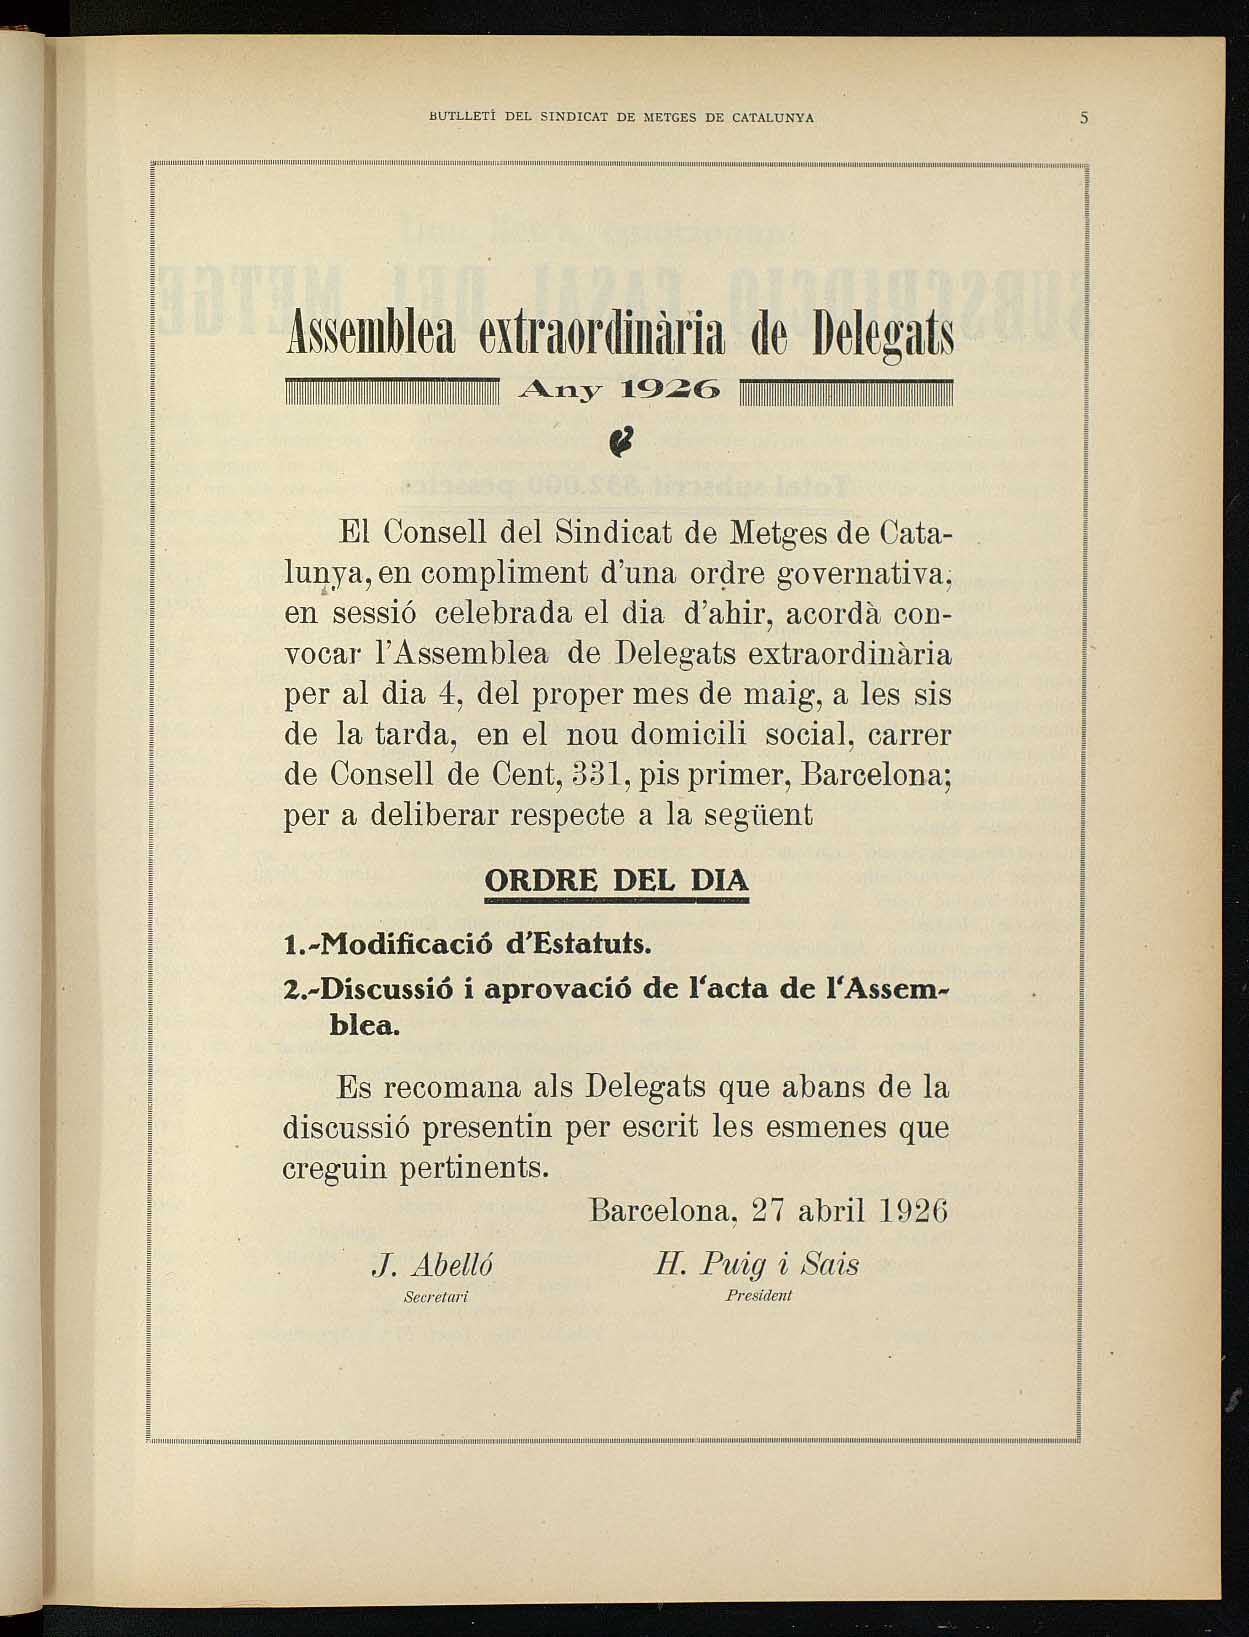 BUTLLETÍ DEL SINDICAT DE METGES DE CATALUNYA 5
Assemblea extraordinària de Delegats
Any 1926
El Consell del Sindicat de Metges de Cata-
lunya, en compliment d'una ordre governativa,
en sessió celebrada el dia d'ahir, acordà con-
vocar l'Assemblea de Delegats extraordinària
per al dia 4, del proper mes de maig, a les sis
de la tarda, en el nou domicili social, carrer
de Consell de Cent, 331, pis primer, Barcelona;
per a deliberar respecte a la següent
ORDRE DEL DIA
1.-Modificació d'Estatuts.
2.-Discussió i aprovació de l'acta de l'Assem-
blea.
Es recomana als Delegats que abans de la
discussió presentin per escrit les esmenes que
creguin pertinents.
Barcelona, 27 abril 1926
J. Abelló H. Puig i Sais
Secretari President